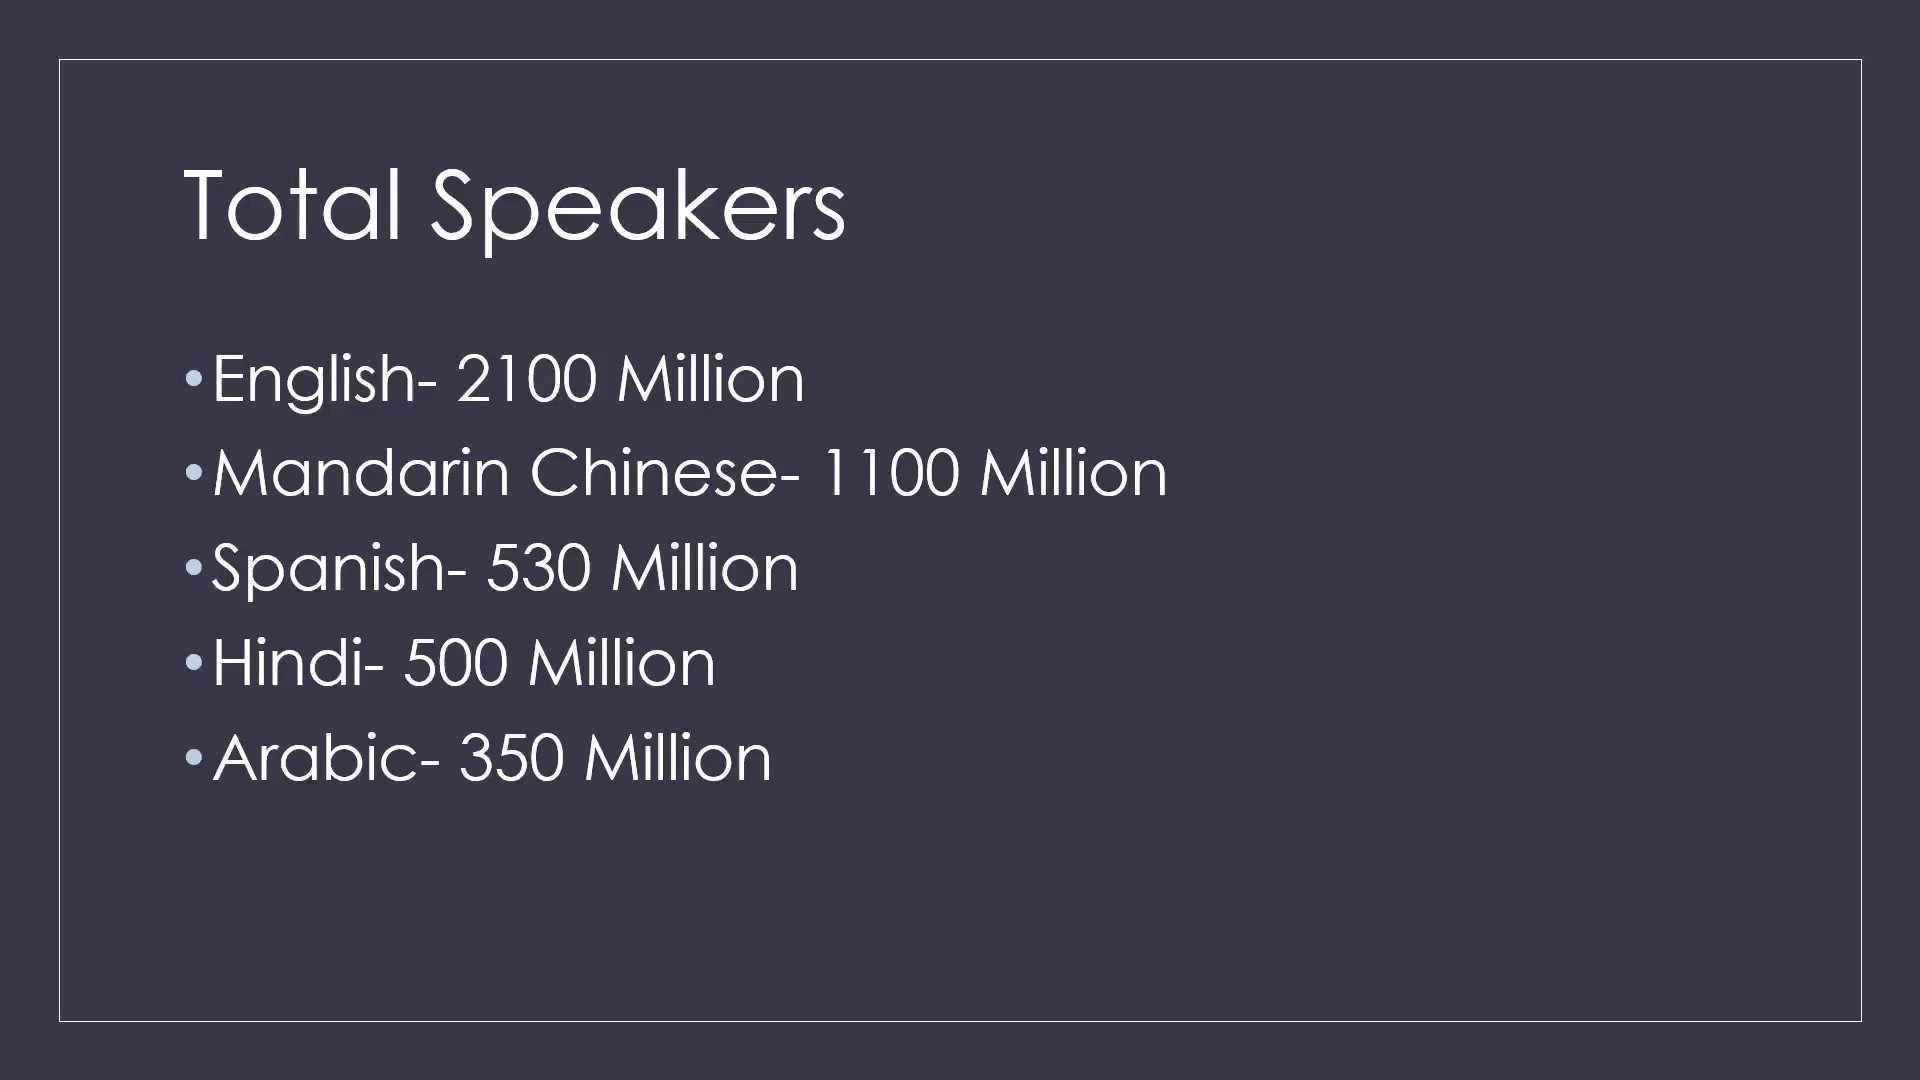 Total Speakers
•English- 2100 Million
•Mandarin Chinese- 1100 Million
•Spanish- 530 Million
•Hindi- 500 Million
•Arabic- 350 Million